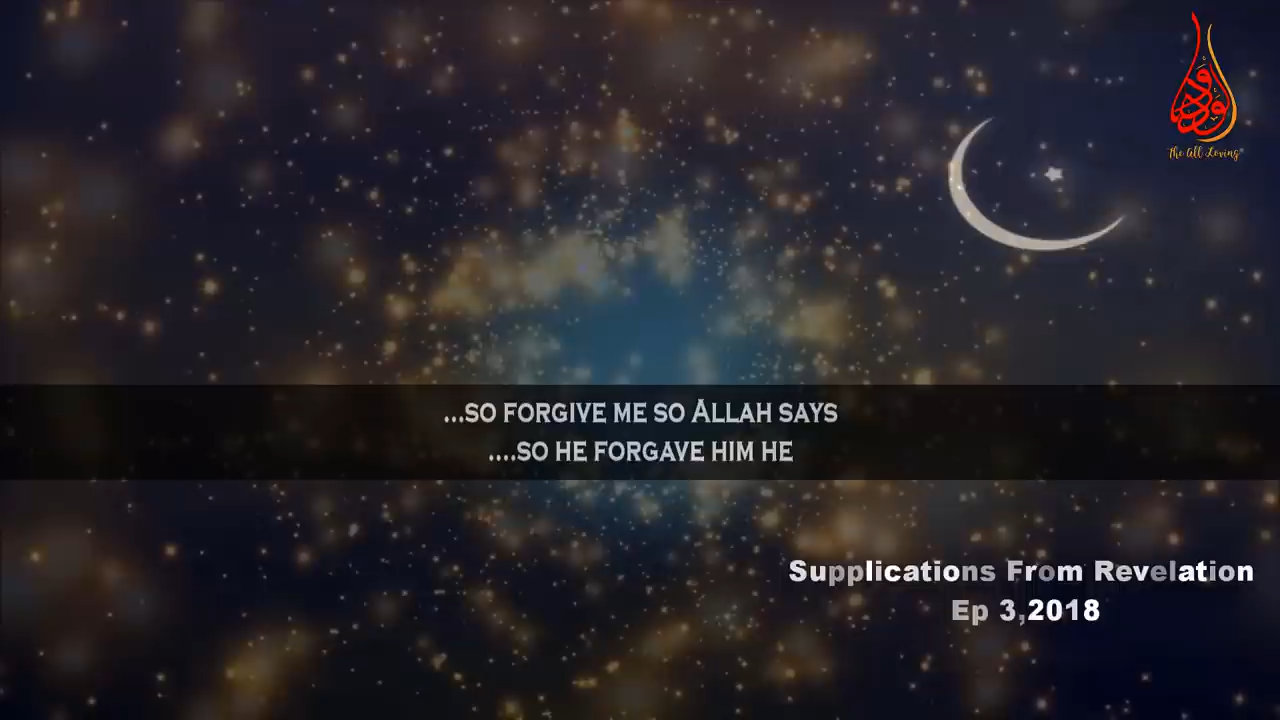 ودود
The All Loving
...SO FORGIVE ME SO ALLAH SAYS
....SO HE FORGAVE HIM HE
Supplications From Revelation
Ep 3,2018